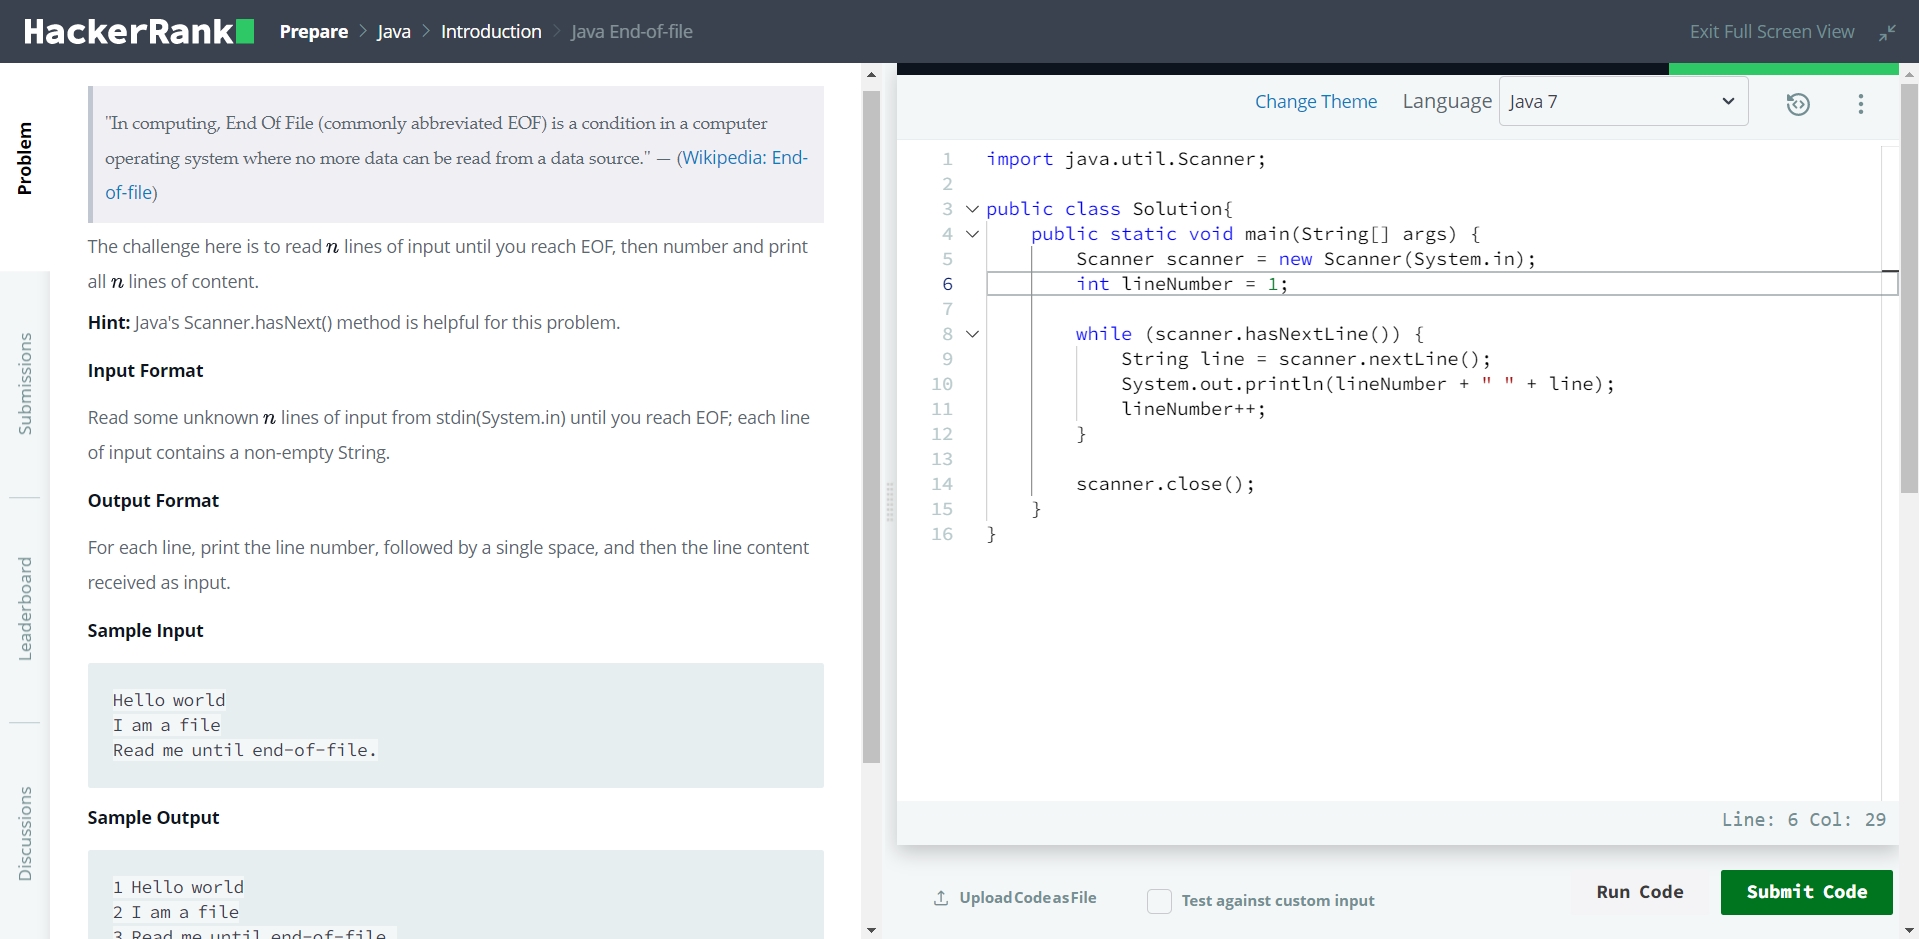 HackerRank Prepare > Java > Introduction > Java End-of-file Exit Full Screen View
Problem
Submissions
Leaderboard
Discussions
"In computing, End Of File (commonly abbreviated EOF) is a condition in a computer
operating system where no more data can be read from a data source." — (Wikipedia: End-
of-file)
The challenge here is to read n lines of input until you reach EOF, then number and print
all n lines of content.
Hint: Java's Scanner.hasNext() method is helpful for this problem.
Input Format
Read some unknown n lines of input from stdin(System.in) until you reach EOF; each line
of input contains a non-empty String.
Output Format
For each line, print the line number, followed by a single space, and then the line content
received as input.
Sample Input
Hello world
I am a file
Read me until end-of-file.
Sample Output
1 Hello world
2 I am a file
3 Read me until end-of-file.
Change Theme Language Java 7
1 import java.util.Scanner;
2
3 public class Solution{
4 public static void main(String[] args) {
5 Scanner scanner = new Scanner(System.in);
6 int lineNumber = 1;
7
8 while (scanner.hasNextLine()) {
9 String line = scanner.nextLine();
10 System.out.println(lineNumber + " " + line);
11 lineNumber++;
12 }
13
14 scanner.close();
15 }
16 }
Line: 6 Col: 29
Upload Code as File Test against custom input Run Code Submit Code